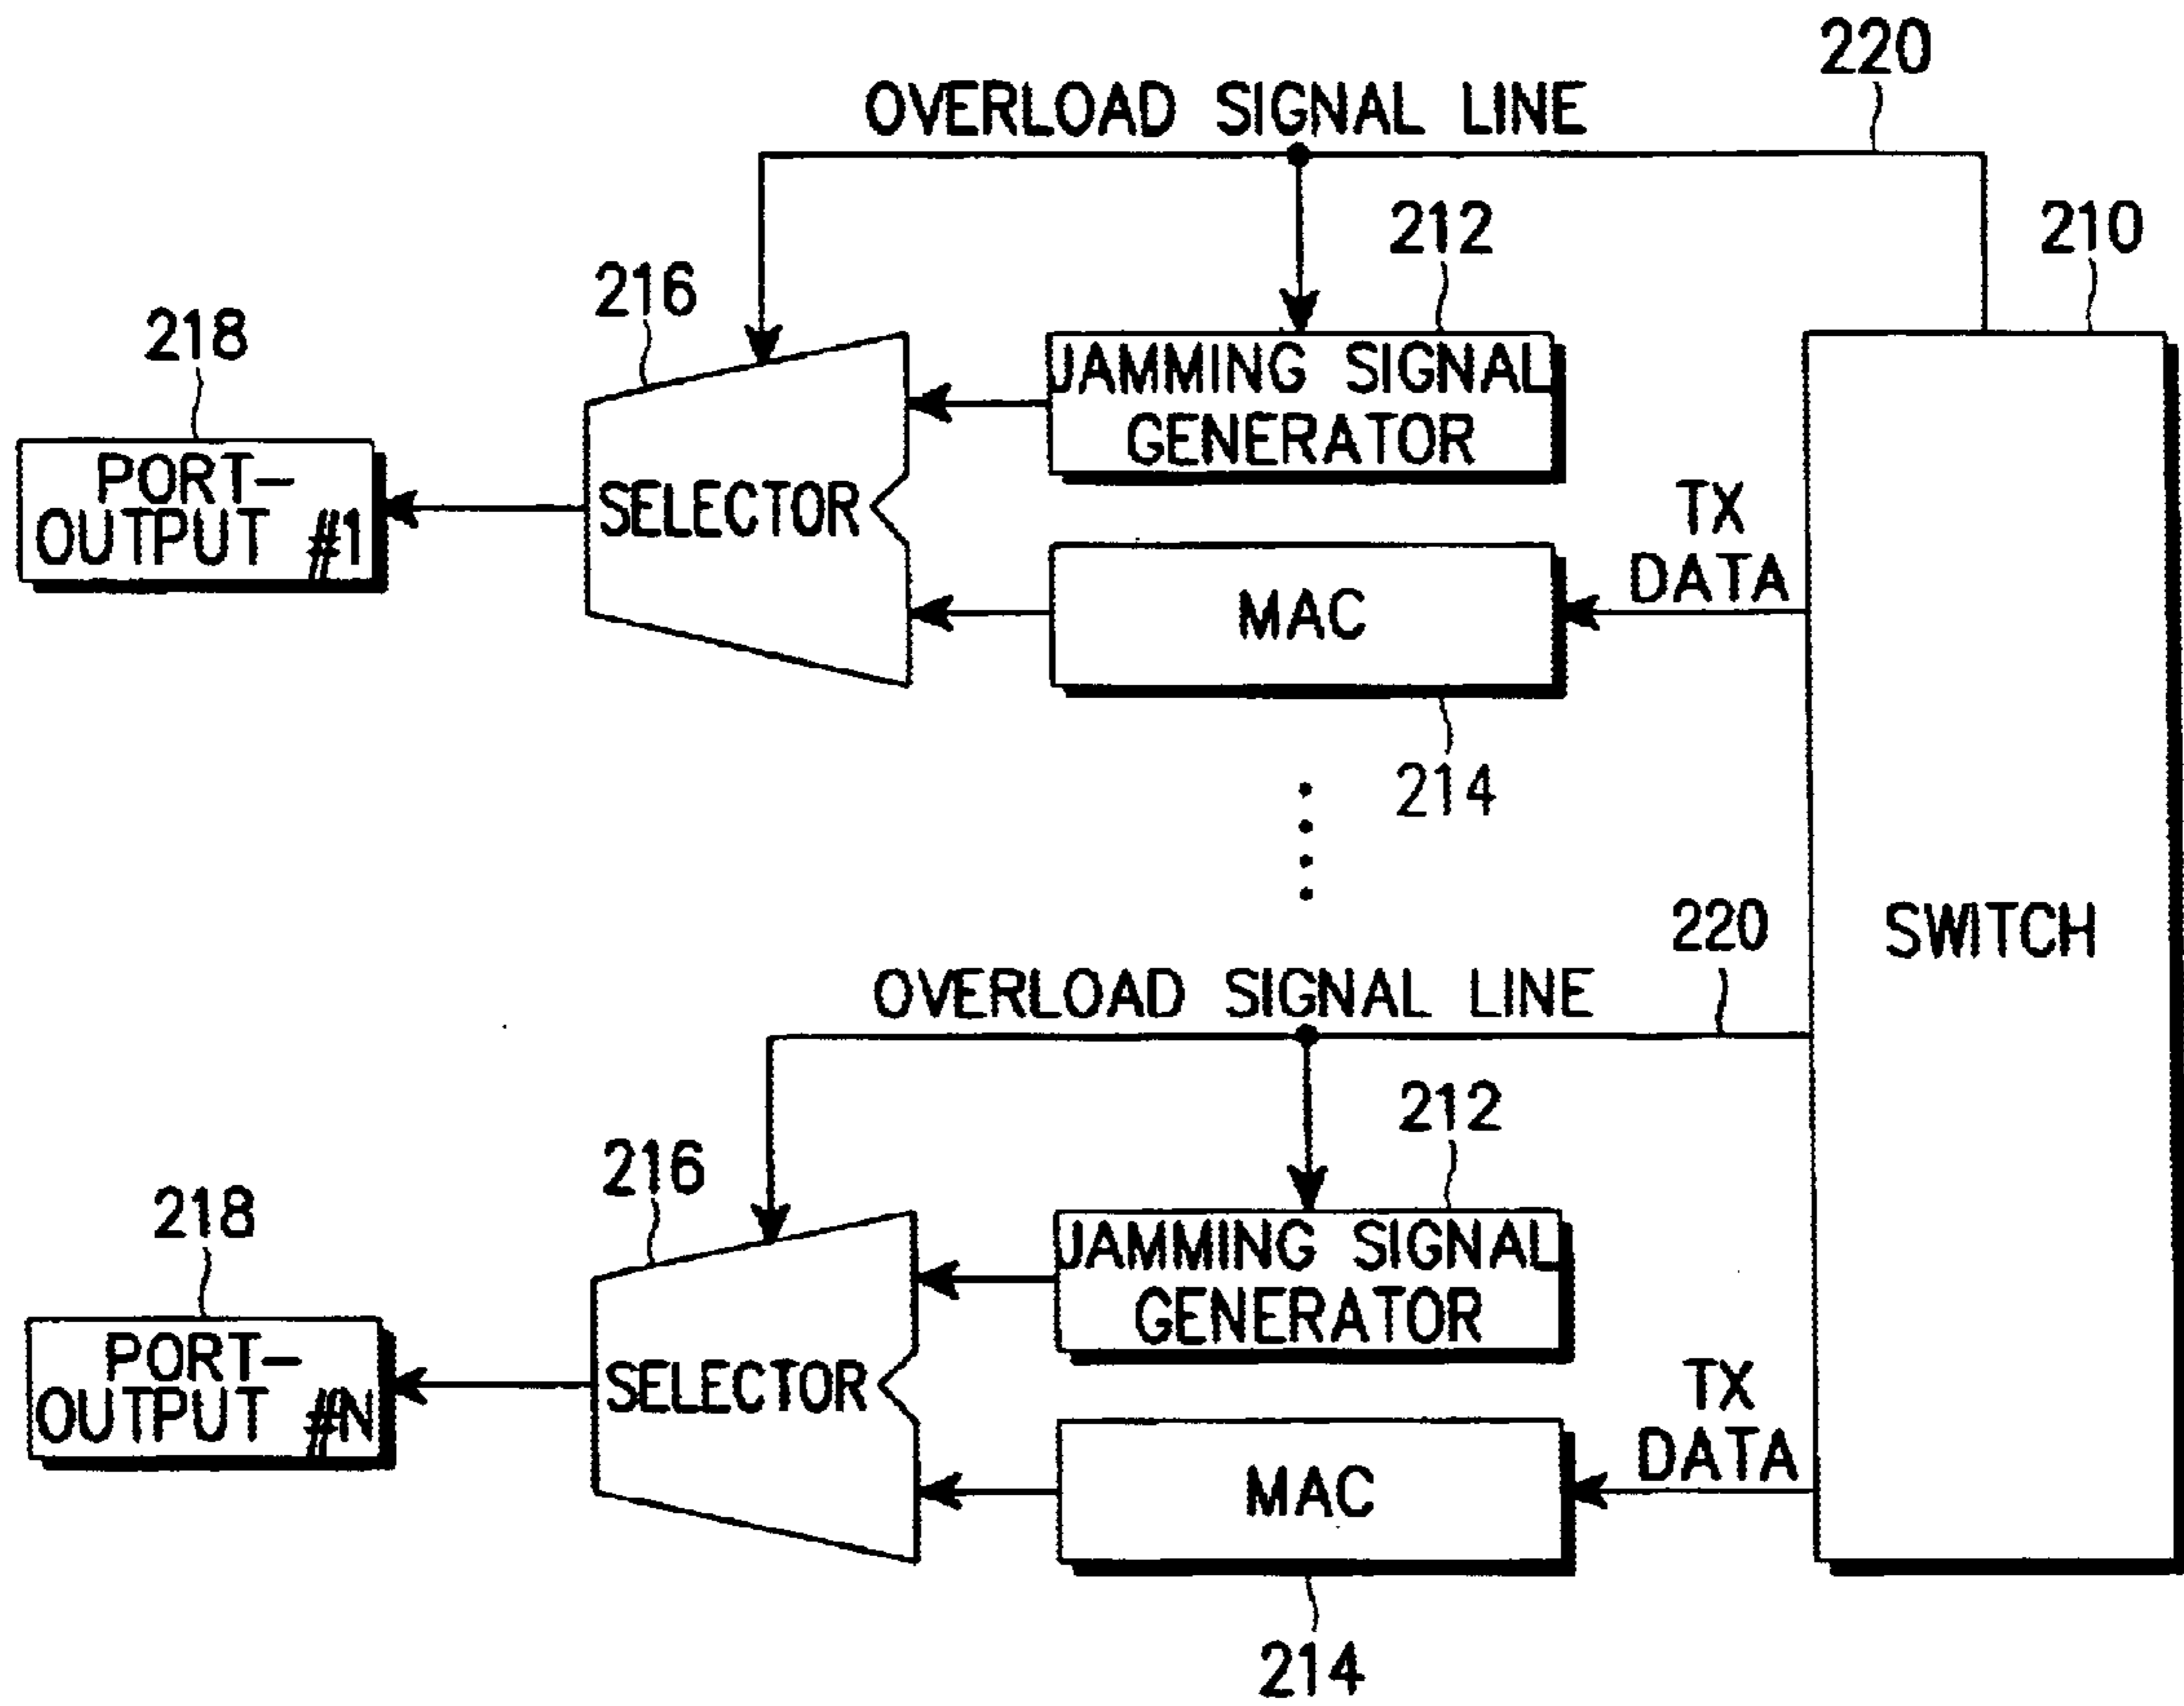 220
OVERLOAD SIGNAL LINE
212
210
216
218
JAMMING SIGNAL
GENERATOR
PORT-
OUTPUT #1
SELECTOR
TX
DATA
MAC
214
SWITCH
220
OVERLOAD SIGNAL LINE
212
216
218
JAMMING SIGNAL
GENERATOR
PORT-
OUTPUT #N
SELECTOR
TX
DATA
MAC
214